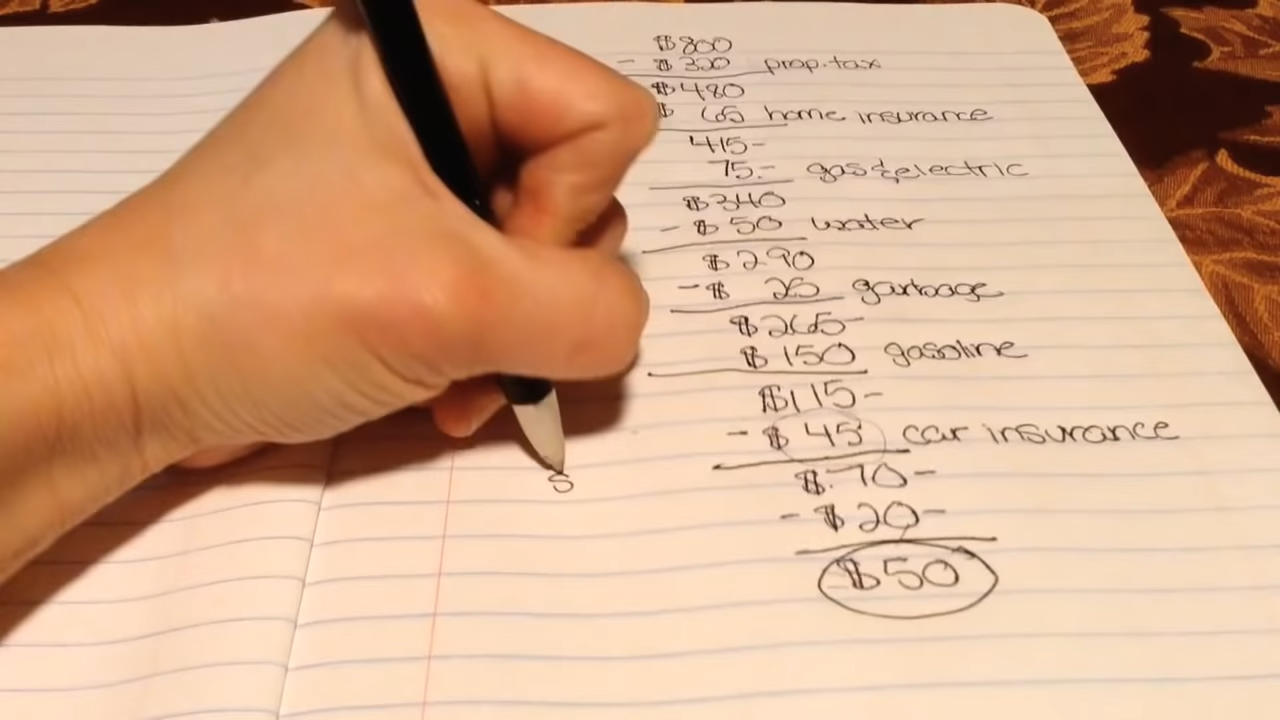 $800
- $320 prop.tax
$480
$ 65 home insurance
415-
75.- gas & electric
$340
- $50 water
$290
- $ 25 garbage
$265-
$150 gasoline
$115-
- $ 45 car insurance
$70-
- $20-
$50
S